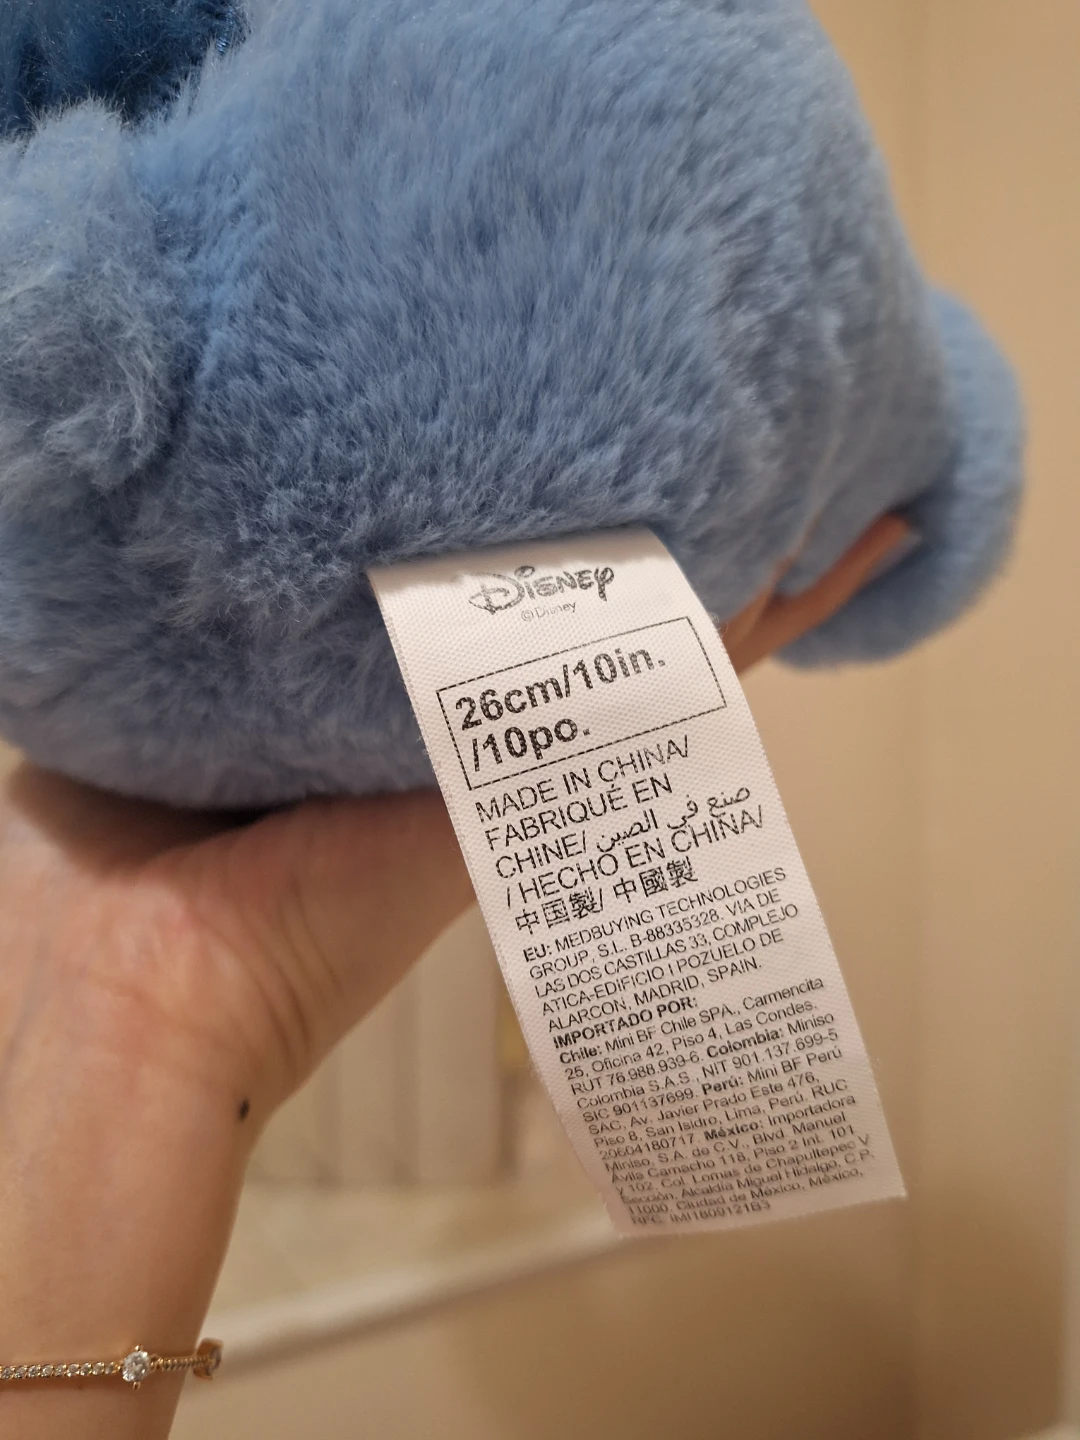 Disney
©Disney
26cm/10in.
/10po.
MADE IN CHINA/
FABRIQUÉ EN
CHINE/ صنع في الصين
/ HECHO EN CHINA/
中国製/ 中國製
EU: MEDBUYING TECHNOLOGIES
GROUP, S.L. B-88335328. VIA DE
LAS DOS CASTILLAS 33, COMPLEJO
ATICA-EDIFICIO I POZUELO DE
ALARCON, MADRID, SPAIN.
IMPORTADO POR:
Chile: Mini BF Chile SPA., Carmencita
25, Oficina 42, Piso 4, Las Condes.
RUT 76.988.939-6. Colombia: Miniso
Colombia S.A.S , NIT 901.137.699-5
SIC 901137699. Perú: Mini BF Perú
SAC, Av. Javier Prado Este 476,
Piso 8, San Isidro, Lima, Perú. RUC
20604180717. México: Importadora
Miniso, S.A. de C.V., Blvd. Manuel
Ávila Camacho 118, Piso 2 Int. 101
y 102, Col. Lomas de Chapultepec V
Sección, Alcaldía Miguel Hidalgo, C.P.
11000, Ciudad de México, México,
RFC: IMI1809121B3